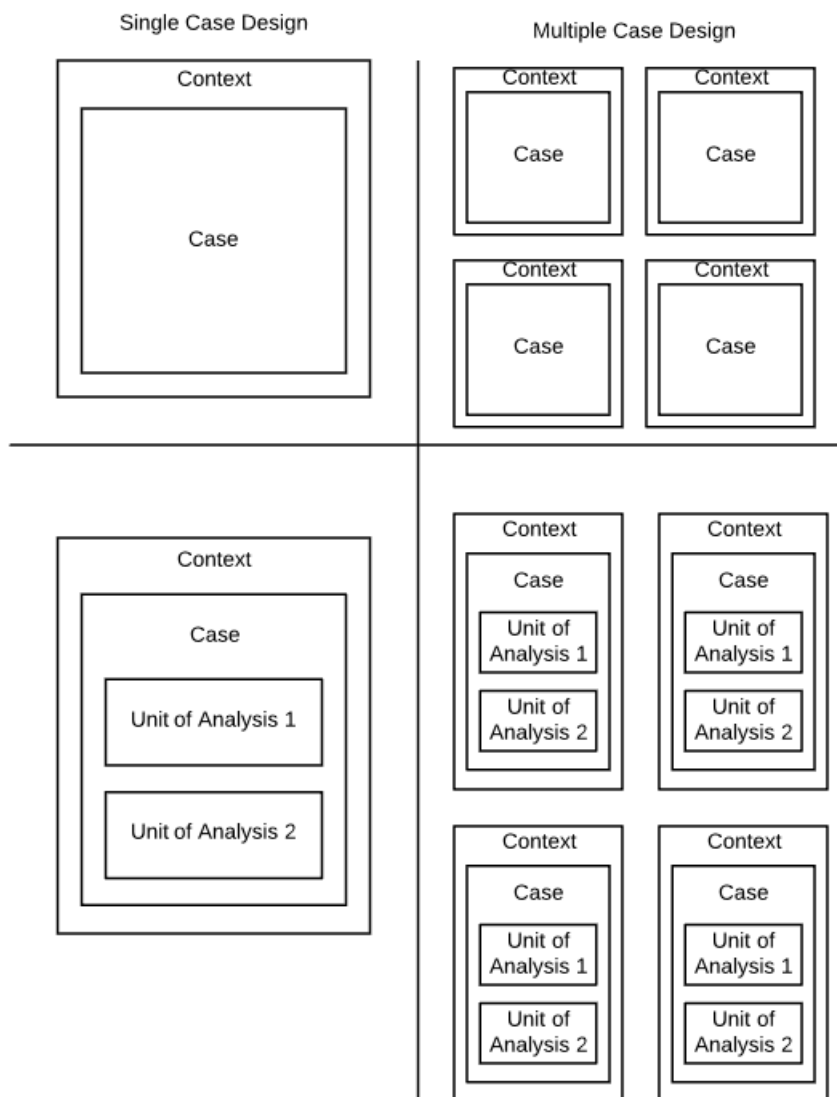 Single Case Design
Multiple Case Design
Context
Case
Context
Context
Case
Case
Context
Context
Case
Case
Context
Case
Unit of Analysis 1
Unit of Analysis 2
Context
Context
Case
Case
Unit of
Analysis 1
Unit of
Analysis 1
Unit of
Analysis 2
Unit of
Analysis 2
Context
Context
Case
Case
Unit of
Analysis 1
Unit of
Analysis 1
Unit of
Analysis 2
Unit of
Analysis 2